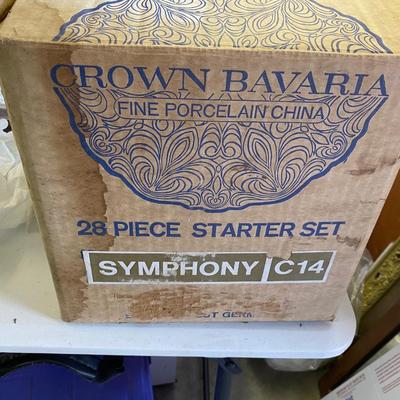 CROWN BAVARIA
FINE PORCELAIN CHINA
28 PIECE STARTER SET
SYMPHONY C14